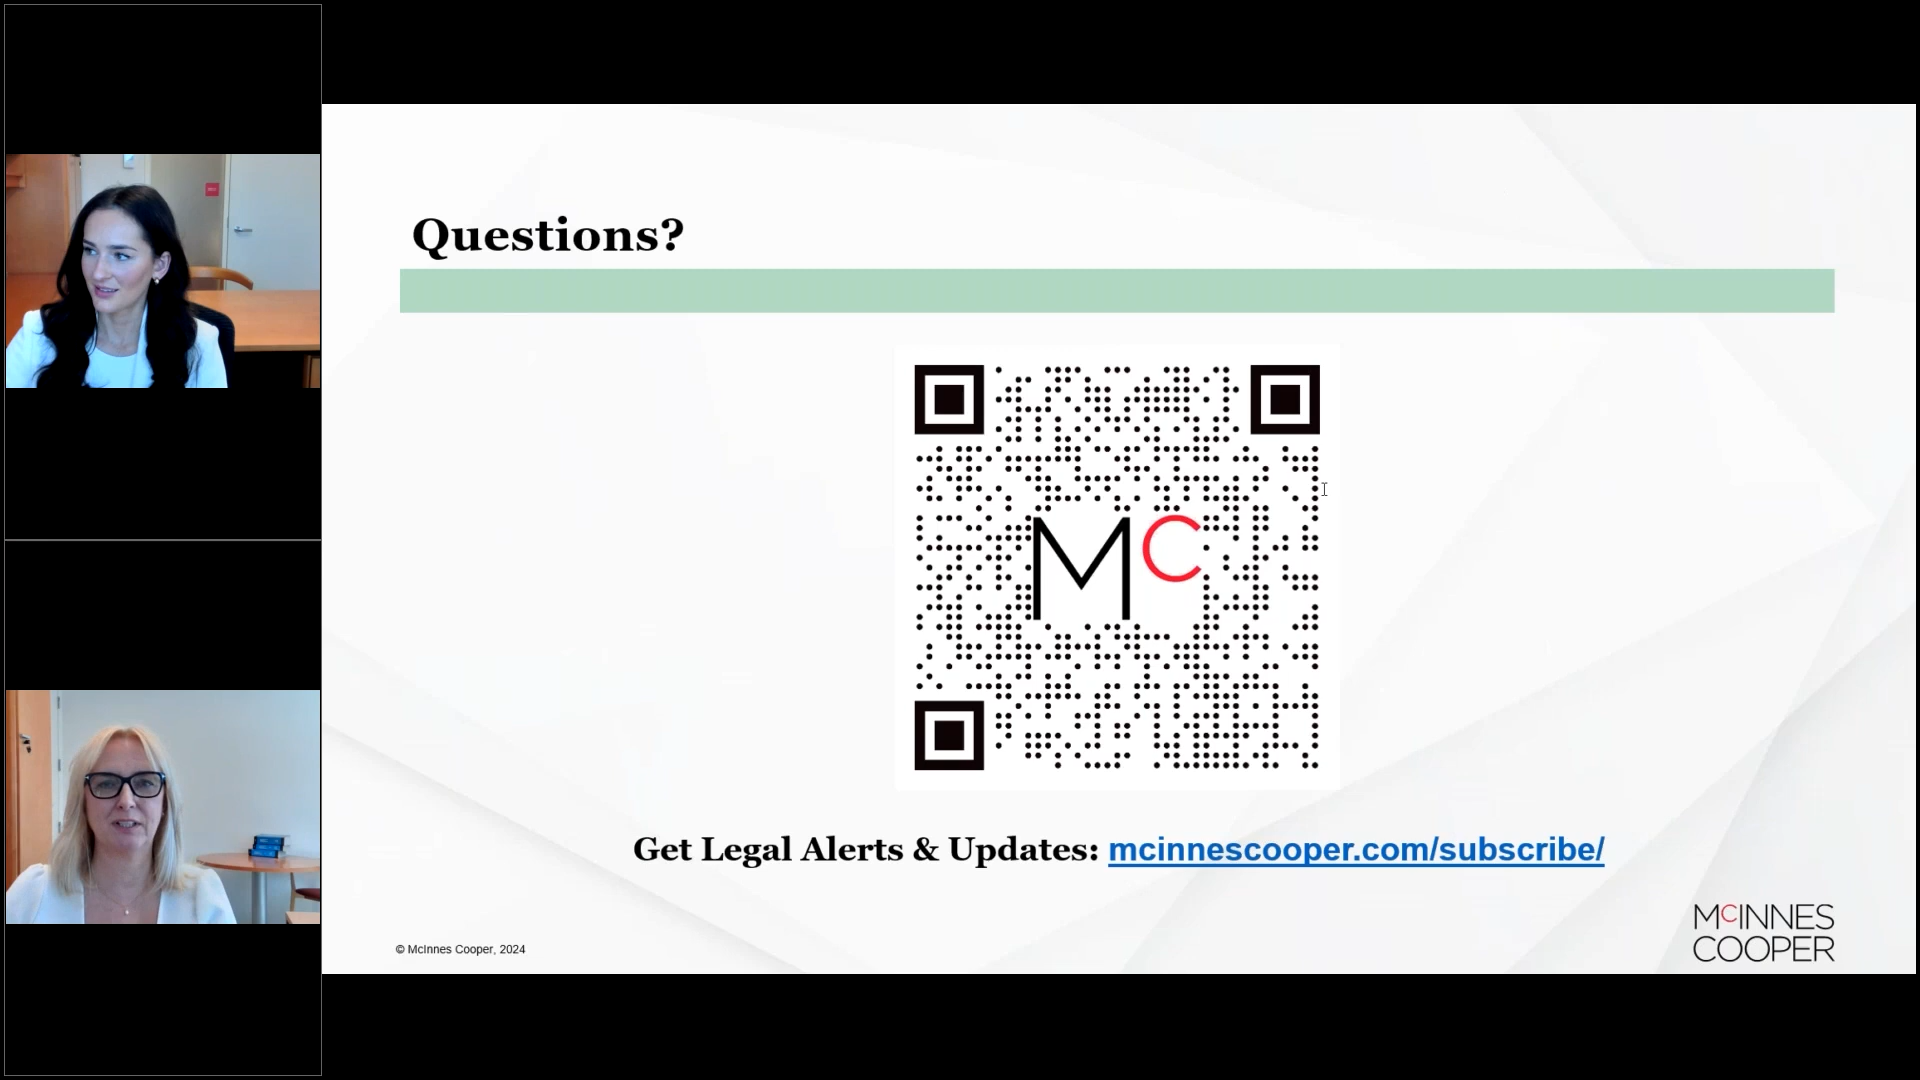 Questions?
MC
Get Legal Alerts & Updates: mcinnescooper.com/subscribe/
© McInnes Cooper, 2024
MCINNES
COOPER